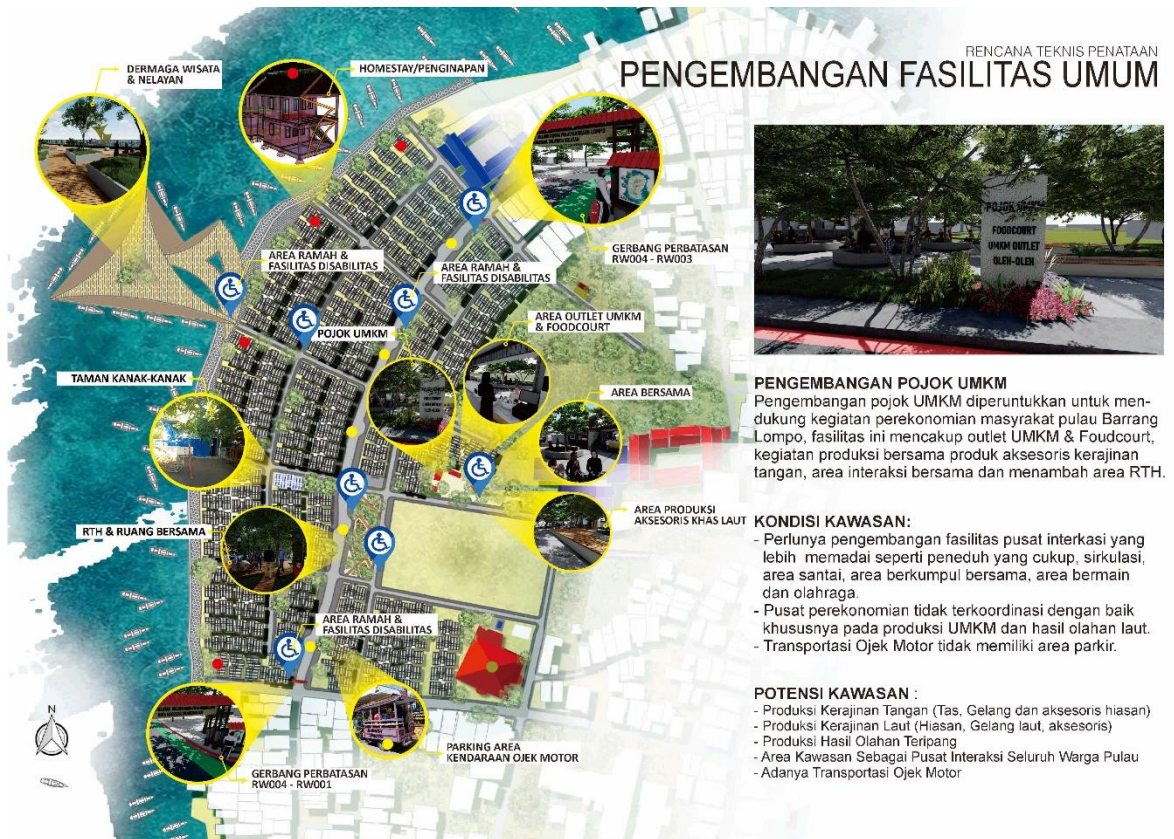 RENCANA TEKNIS PENATAAN
PENGEMBANGAN FASILITAS UMUM
DERMAGA WISATA
& NELAYAN
HOMESTAY/PENGINAPAN
GERBANG PERBATASAN
RW004 - RW003
AREA RAMAH &
FASILITAS DISABILITAS
AREA RAMAH &
FASILITAS DISABILITAS
AREA OUTLET UMKM
& FOODCOURT
POJOK UMKM
TAMAN KANAK-KANAK
AREA BERSAMA
AREA PRODUKSI
AKSESORIS KHAS LAUT
RTH & RUANG BERSAMA
AREA RAMAH &
FASILITAS DISABILITAS
N
GERBANG PERBATASAN
RW004 - RW001
PARKING AREA
KENDARAAN OJEK MOTOR
POJOK UMKM
FOODCOURT
UMKM OUTLET
OLEH-OLEH
PENGEMBANGAN POJOK UMKM
Pengembangan pojok UMKM diperuntukkan untuk men-
dukung kegiatan perekonomian masyrakat pulau Barrang
Lompo, fasilitas ini mencakup outlet UMKM & Foudcourt,
kegiatan produksi bersama produk aksesoris kerajinan
tangan, area interaksi bersama dan menambah area RTH.
KONDISI KAWASAN:
- Perlunya pengembangan fasilitas pusat interkasi yang
lebih memadai seperti peneduh yang cukup, sirkulasi,
area santai, area berkumpul bersama, area bermain
dan olahraga.
- Pusat perekonomian tidak terkoordinasi dengan baik
khususnya pada produksi UMKM dan hasil olahan laut.
- Transportasi Ojek Motor tidak memiliki area parkir.
POTENSI KAWASAN :
- Produksi Kerajinan Tangan (Tas, Gelang dan aksesoris hiasan)
- Produksi Kerajinan Laut (Hiasan, Gelang laut, aksesoris)
- Produksi Hasil Olahan Teripang
- Area Kawasan Sebagai Pusat Interaksi Seluruh Warga Pulau
- Adanya Transportasi Ojek Motor